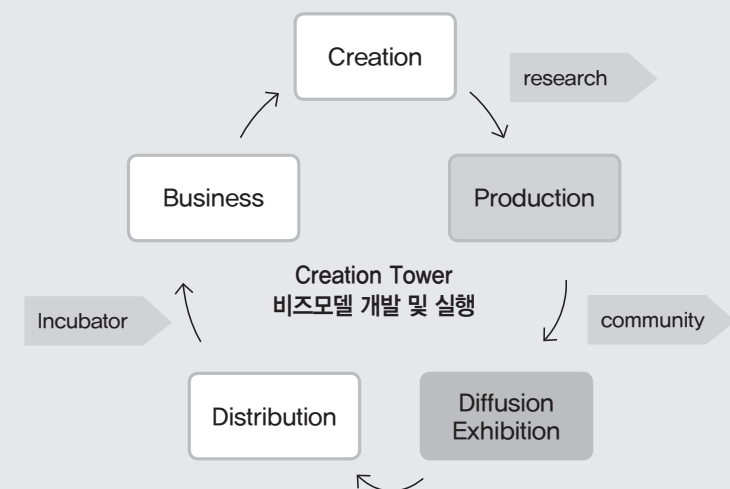 Creation
research
Business
Production
Creation Tower
비즈모델 개발 및 실행
Incubator
community
Distribution
Diffusion
Exhibition